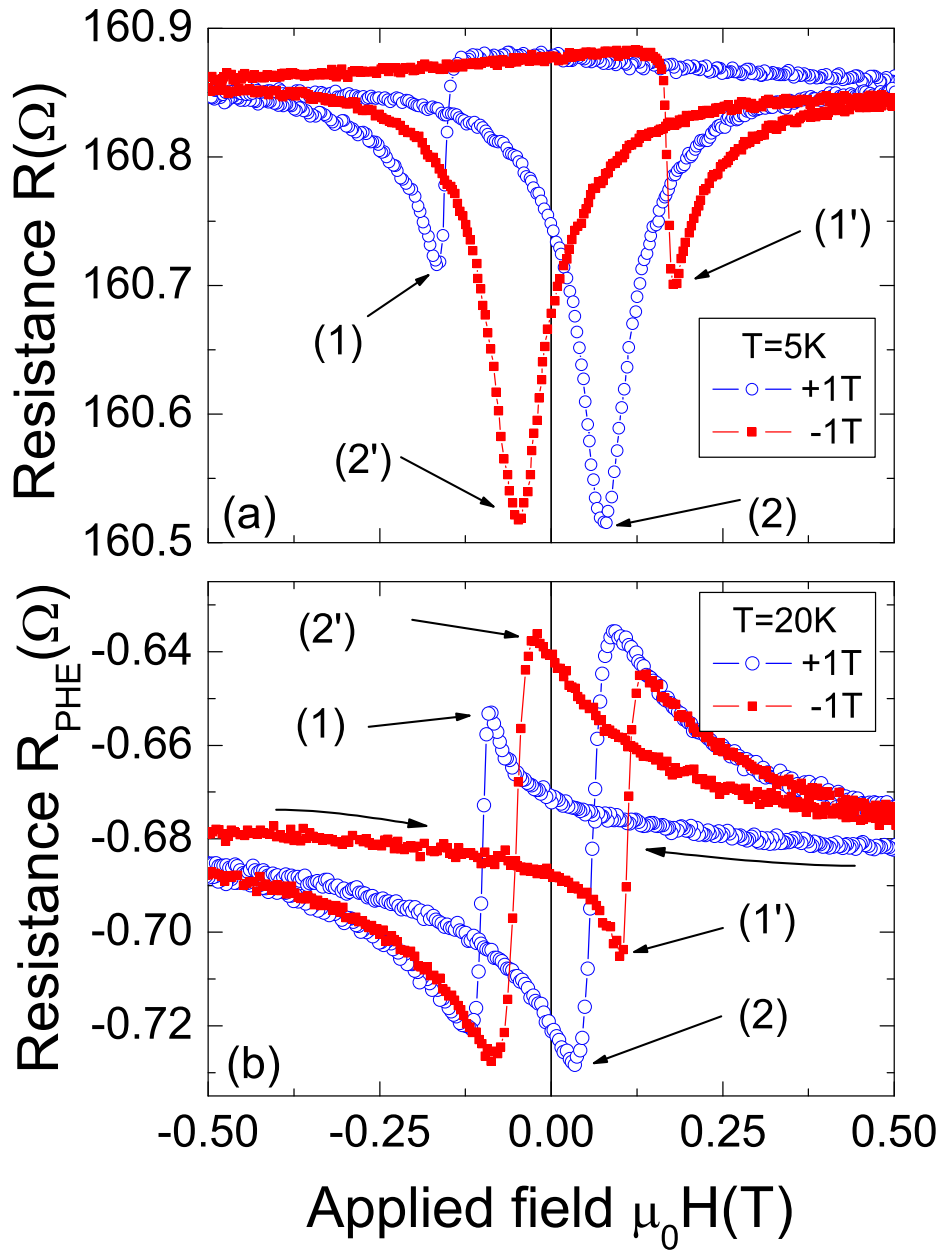 160.9
160.8
160.7
160.6
160.5
Resistance R(Ω)
(1)
(1')
(2')
(2)
T=5K
+1T
-1T
(a)
-0.64
-0.66
-0.68
-0.70
-0.72
Resistance R_PHE(Ω)
(2')
(1)
(1')
(2)
T=20K
+1T
-1T
(b)
-0.50 -0.25 0.00 0.25 0.50
Applied field μ₀H(T)